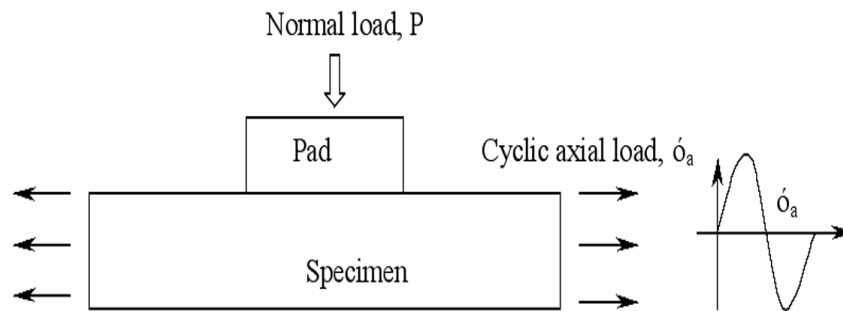 Normal load, P
Pad
Cyclic axial load, óa
óa
Specimen